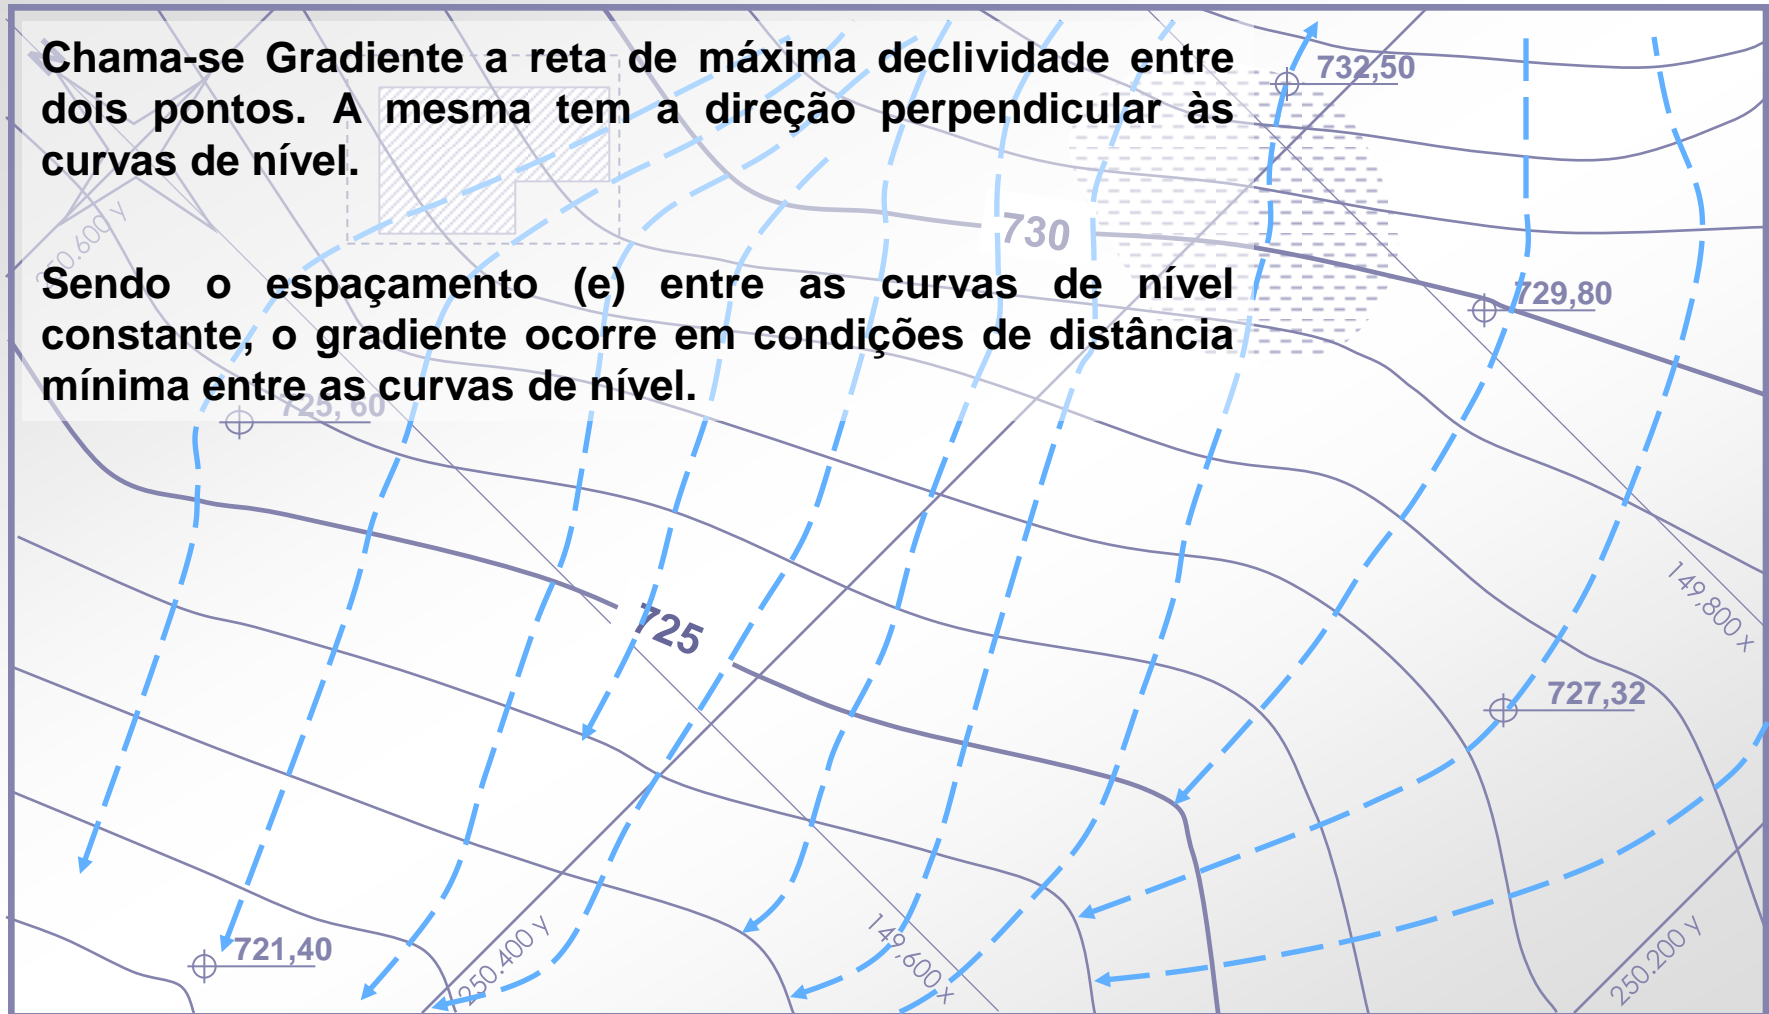 Chama-se Gradiente a reta de máxima declividade entre
dois pontos. A mesma tem a direção perpendicular às
curvas de nível.
Sendo o espaçamento (e) entre as curvas de nível
constante, o gradiente ocorre em condições de distância
mínima entre as curvas de nível.
N
732,50
250.600 y
730
729,80
725, 60
149,800 x
725
727,32
721,40
250.400 y
149,600 x
250.200 y